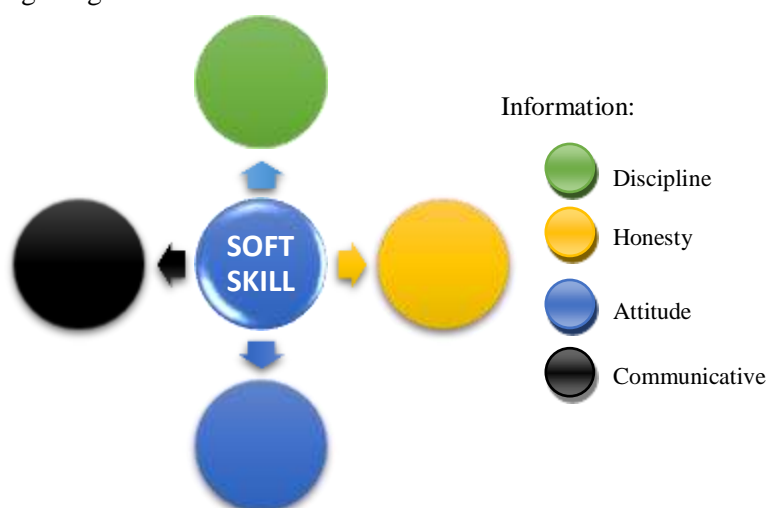 SOFT
SKILL
Information:
Discipline
Honesty
Attitude
Communicative